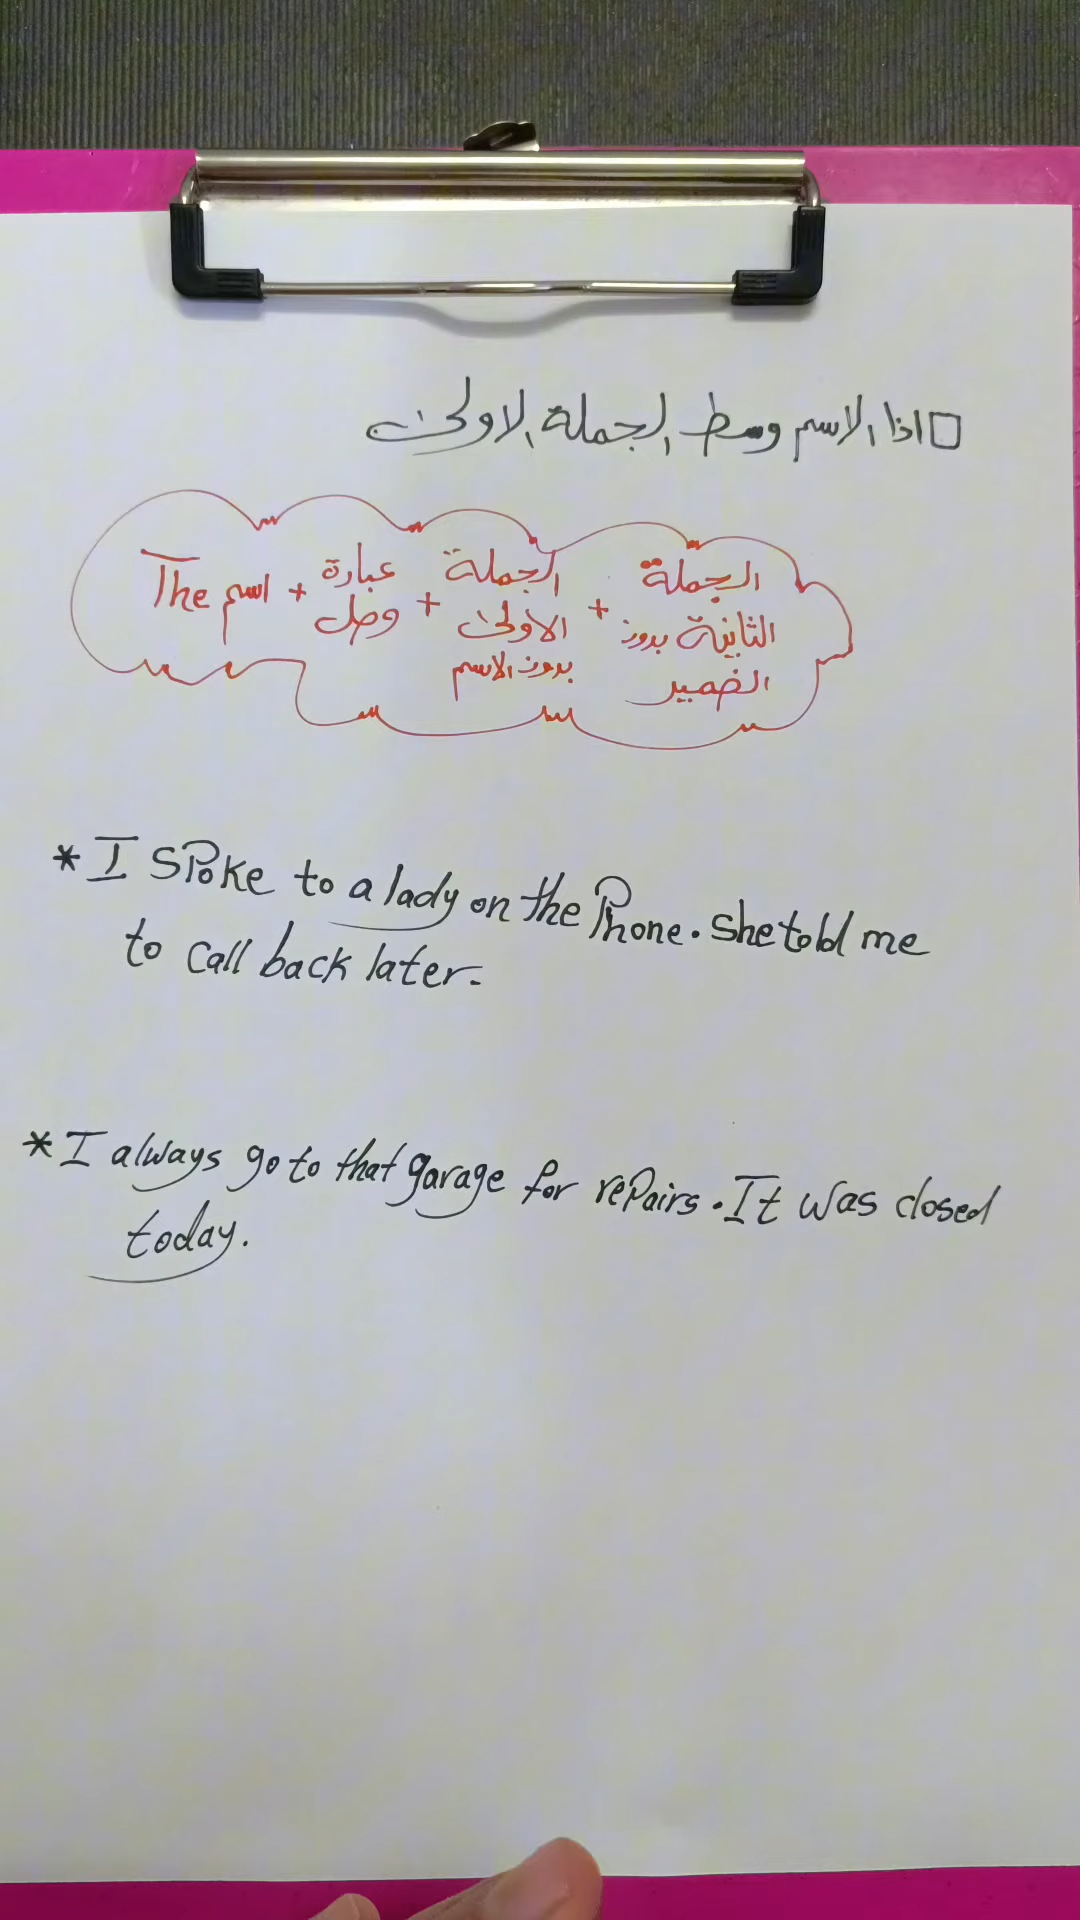 □ اذا الاسم وسط الجملة الاولى
The اسم + عبارة وصل + الجملة الأولى بدون الاسم + الجملة الثانية بدون الضمير
* I spoke to a lady on the Phone. She told me
to call back later.
* I always go to that garage for rePairs. It was closed
today.